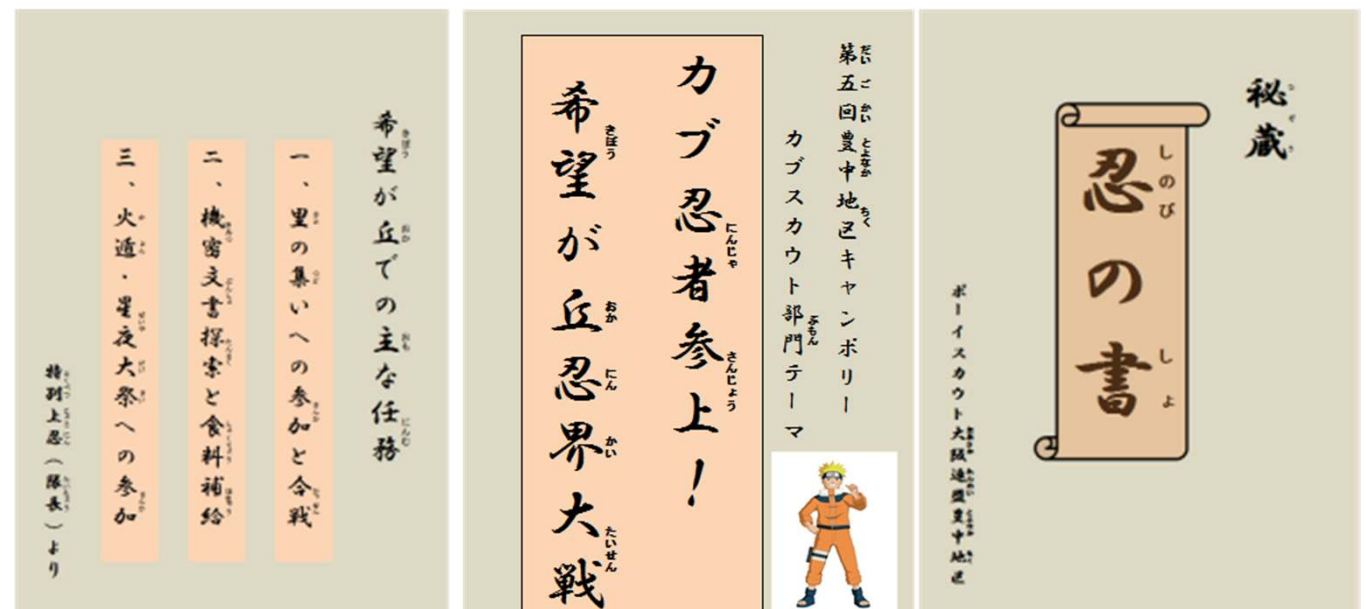 秘蔵
忍の書
ボーイスカウト大阪連盟豊中地区
第五回豊中地区キャンポリー
カブスカウト部門テーマ
カブ忍者参上！
希望が丘忍界大戦
希望が丘での主な任務
一、里の集いへの参加と合戦
二、機密文書探索と食料補給
三、火遁・星夜大祭への参加
特別上忍（隊長）より